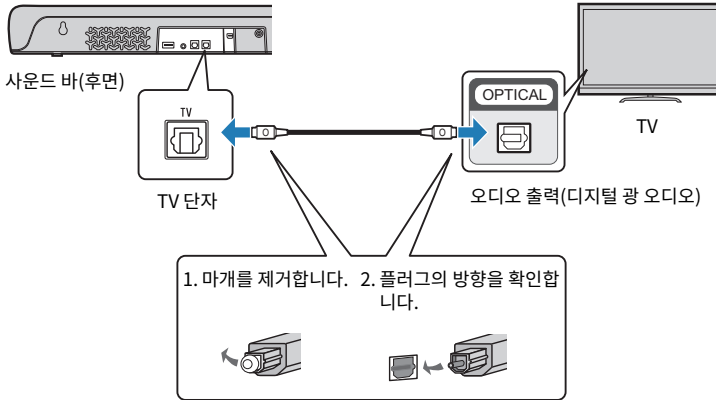 사운드 바(후면)
TV
TV 단자
OPTICAL
TV
오디오 출력(디지털 광 오디오)
1. 마개를 제거합니다.
2. 플러그의 방향을 확인합
니다.